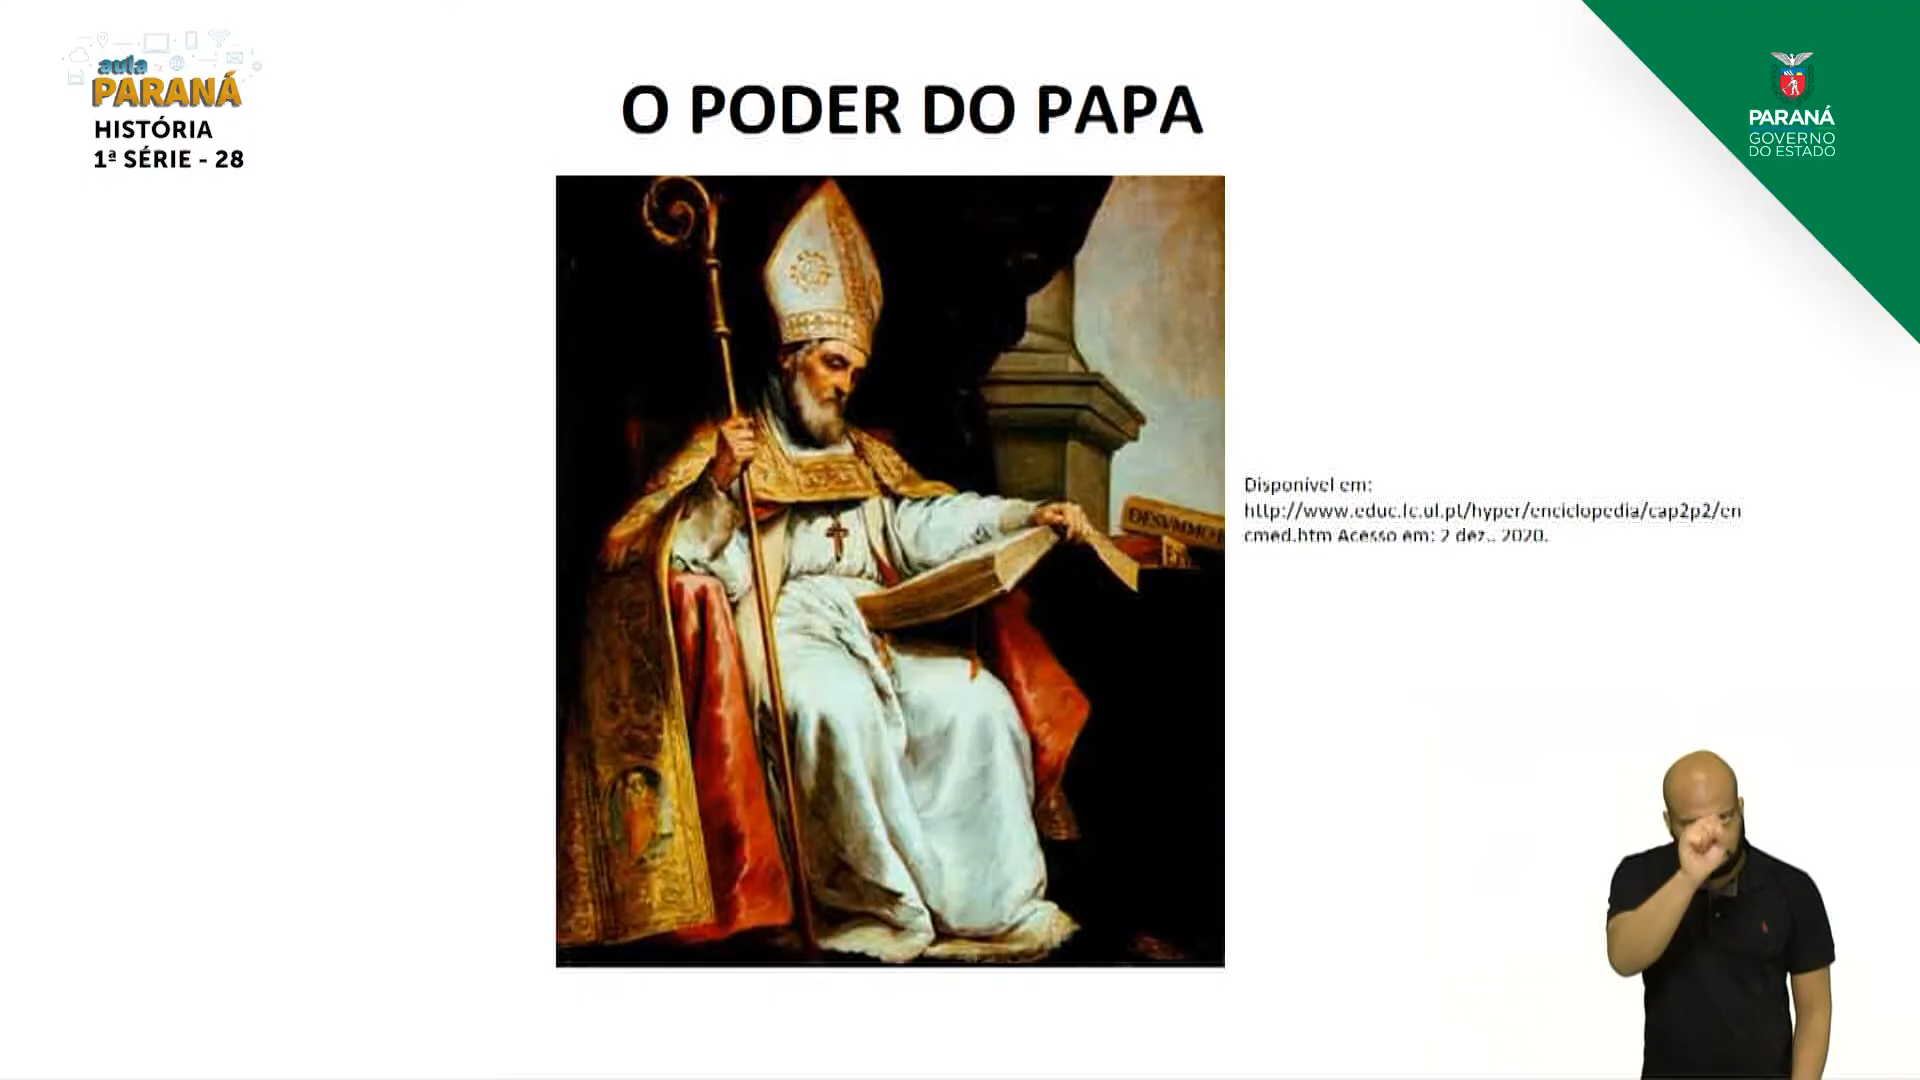 aula
PARANÁ
HISTÓRIA
1ª SÉRIE - 28
O PODER DO PAPA
PARANÁ
GOVERNO
DO ESTADO
Disponível em:
http://www.educ.fc.ul.pt/hyper/enciclopedia/cap2p2/en
cmed.htm Acesso em: 2 dez.. 2020.